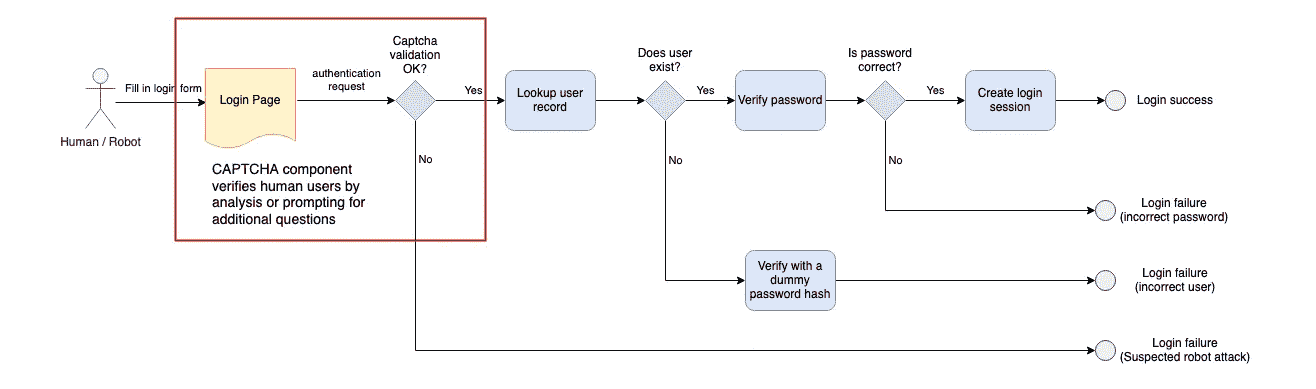 Captcha
validation
OK?
Does user
exist?
Is password
correct?
Fill in login form
Login Page
authentication
request
Yes
Lookup user
record
Yes
Verify password
Yes
Create login
session
Login success
Human / Robot
No
No
No
CAPTCHA component
verifies human users by
analysis or prompting for
additional questions
Login failure
(incorrect password)
Verify with a
dummy
password hash
Login failure
(incorrect user)
Login failure
(Suspected robot attack)